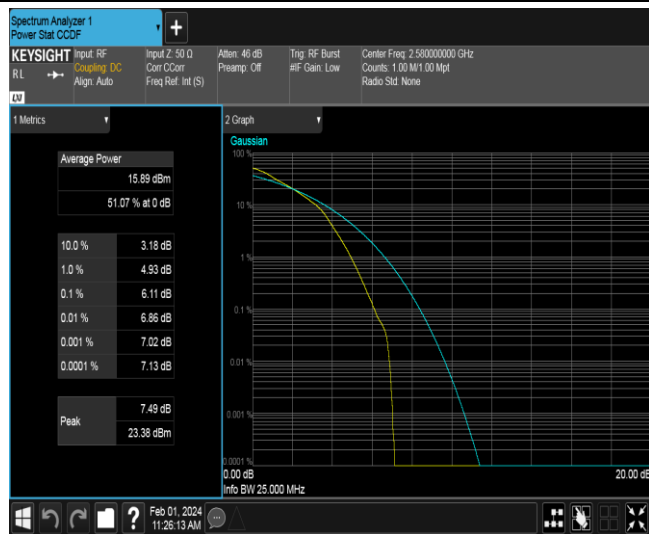 Spectrum Analyzer 1
Power Stat CCDF
+
KEYSIGHT
RL
LXI
Input: RF
Coupling: DC
Align: Auto
Input Z: 50 Ω
Corr CCorr
Freq Ref: Int (S)
Atten: 46 dB
Preamp: Off
Trig: RF Burst
#IF Gain: Low
Center Freq: 2.580000000 GHz
Counts: 1.00 M/1.00 Mpt
Radio Std: None
1 Metrics
Average Power
15.89 dBm
51.07 % at 0 dB
10.0 % 3.18 dB
1.0 % 4.93 dB
0.1 % 6.11 dB
0.01 % 6.86 dB
0.001 % 7.02 dB
0.0001 % 7.13 dB
Peak
7.49 dB
23.38 dBm
2 Graph
Gaussian
100 %
10 %
1 %
0.1 %
0.01 %
0.001 %
0.0001 %
0.00 dB 20.00 dB
Info BW 25.000 MHz
?
Feb 01, 2024
11:26:13 AM